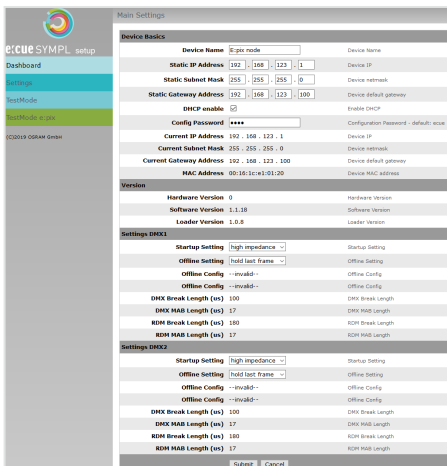 e:cue SYMPL setup
Dashboard
Settings
TestMode
TestMode e:pix
(C)2019 OSRAM GmbH
Main Settings
Device Basics
Device Name E:pix node Device Name
Static IP Address 192 . 168 . 123 . 1 Device IP
Static Subnet Mask 255 . 255 . 255 . 0 Device netmask
Static Gateway Address 192 . 168 . 123 . 100 Device default gateway
DHCP enable Enable DHCP
Config Password •••• Configuration Password - default: ecue
Current IP Address 192 . 168 . 123 . 1 Device IP
Current Subnet Mask 255 . 255 . 255 . 0 Device netmask
Current Gateway Address 192 . 168 . 123 . 100 Device default gateway
MAC Address 00:16:1c:e1:01:20 Device MAC address
Version
Hardware Version 0 Hardware Version
Software Version 1.1.18 Software Version
Loader Version 1.0.8 Loader Version
Settings DMX1
Startup Setting high impedance Startup Setting
Offline Setting hold last frame Offline Setting
Offline Config --invalid-- Offline Config
Offline Config --invalid-- Offline Config
DMX Break Length (us) 100 DMX Break Length
DMX MAB Length (us) 17 DMX MAB Length
RDM Break Length (us) 180 RDM Break Length
RDM MAB Length (us) 17 RDM MAB Length
Settings DMX2
Startup Setting high impedance Startup Setting
Offline Setting hold last frame Offline Setting
Offline Config --invalid-- Offline Config
Offline Config --invalid-- Offline Config
DMX Break Length (us) 100 DMX Break Length
DMX MAB Length (us) 17 DMX MAB Length
RDM Break Length (us) 180 RDM Break Length
RDM MAB Length (us) 17 RDM MAB Length
Submit Cancel